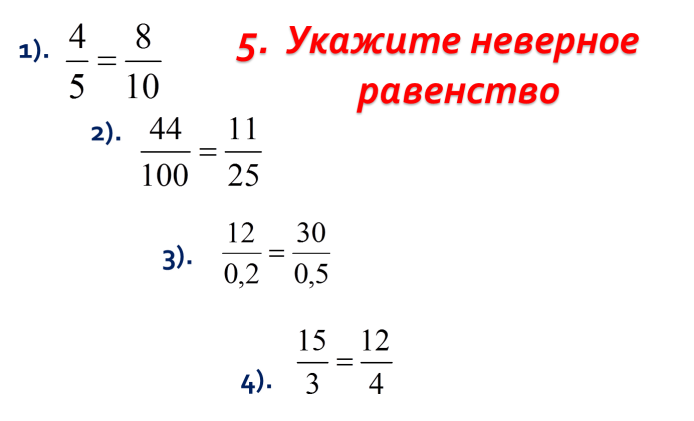 5. Укажите неверное
равенство
1). 4/5 = 8/10
2). 44/100 = 11/25
3). 12/0,2 = 30/0,5
4). 15/3 = 12/4